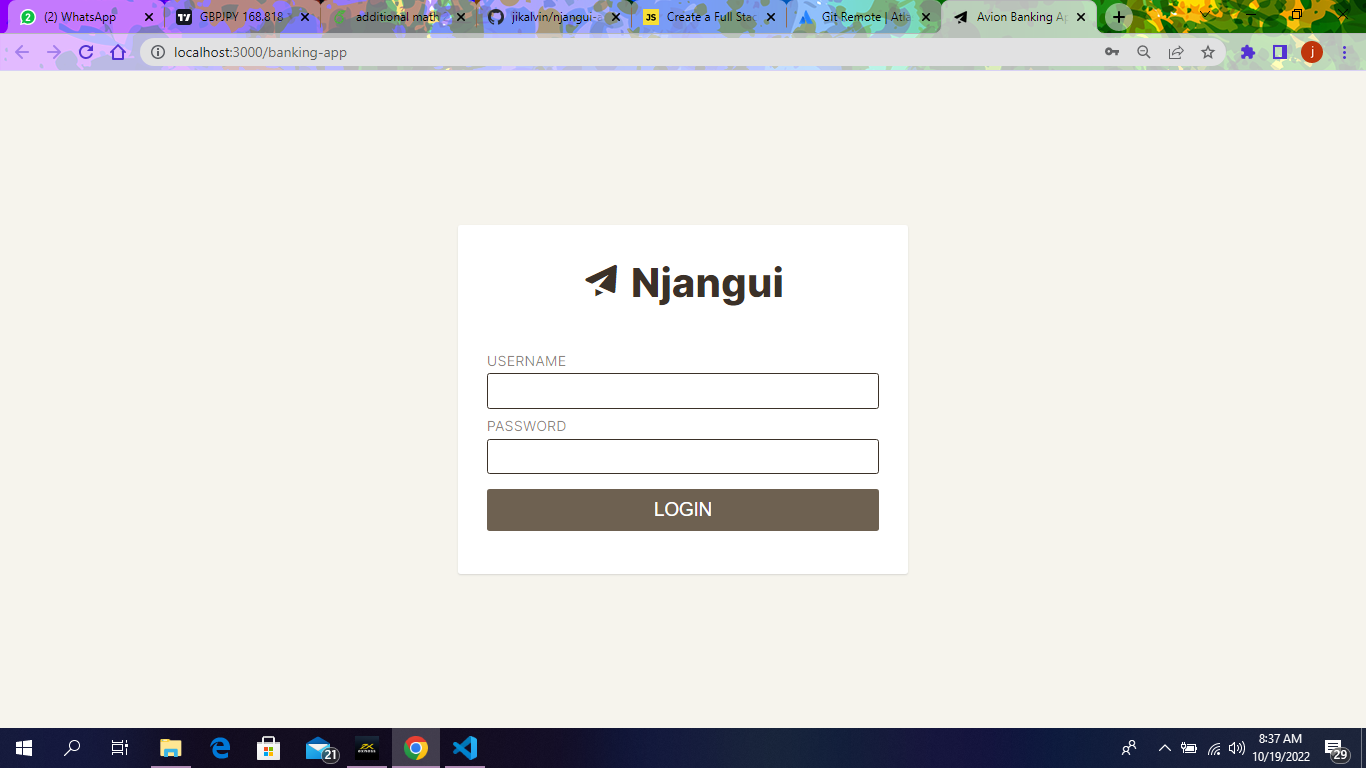 (2) WhatsApp
GBPJPY 168.818
additional math
jikalvin/njangui-a
Create a Full Stac
Git Remote | Atla
Avion Banking Ap
localhost:3000/banking-app
j
Njangui
USERNAME
PASSWORD
LOGIN
21
exness
8:37 AM
10/19/2022
29